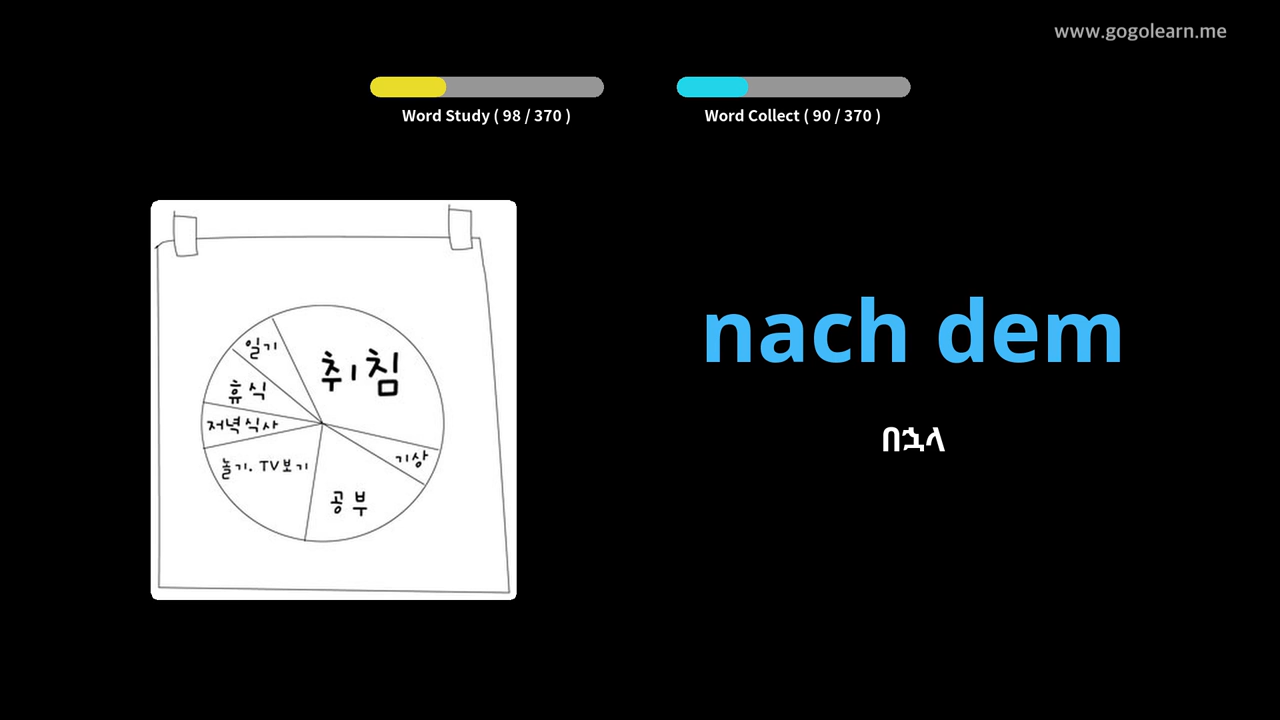 www.gogolearn.me
Word Study ( 98 / 370 )
Word Collect ( 90 / 370 )
일기
취침
휴식
저녁식사
놀기. TV보기
기상
공부
nach dem
በኋላ